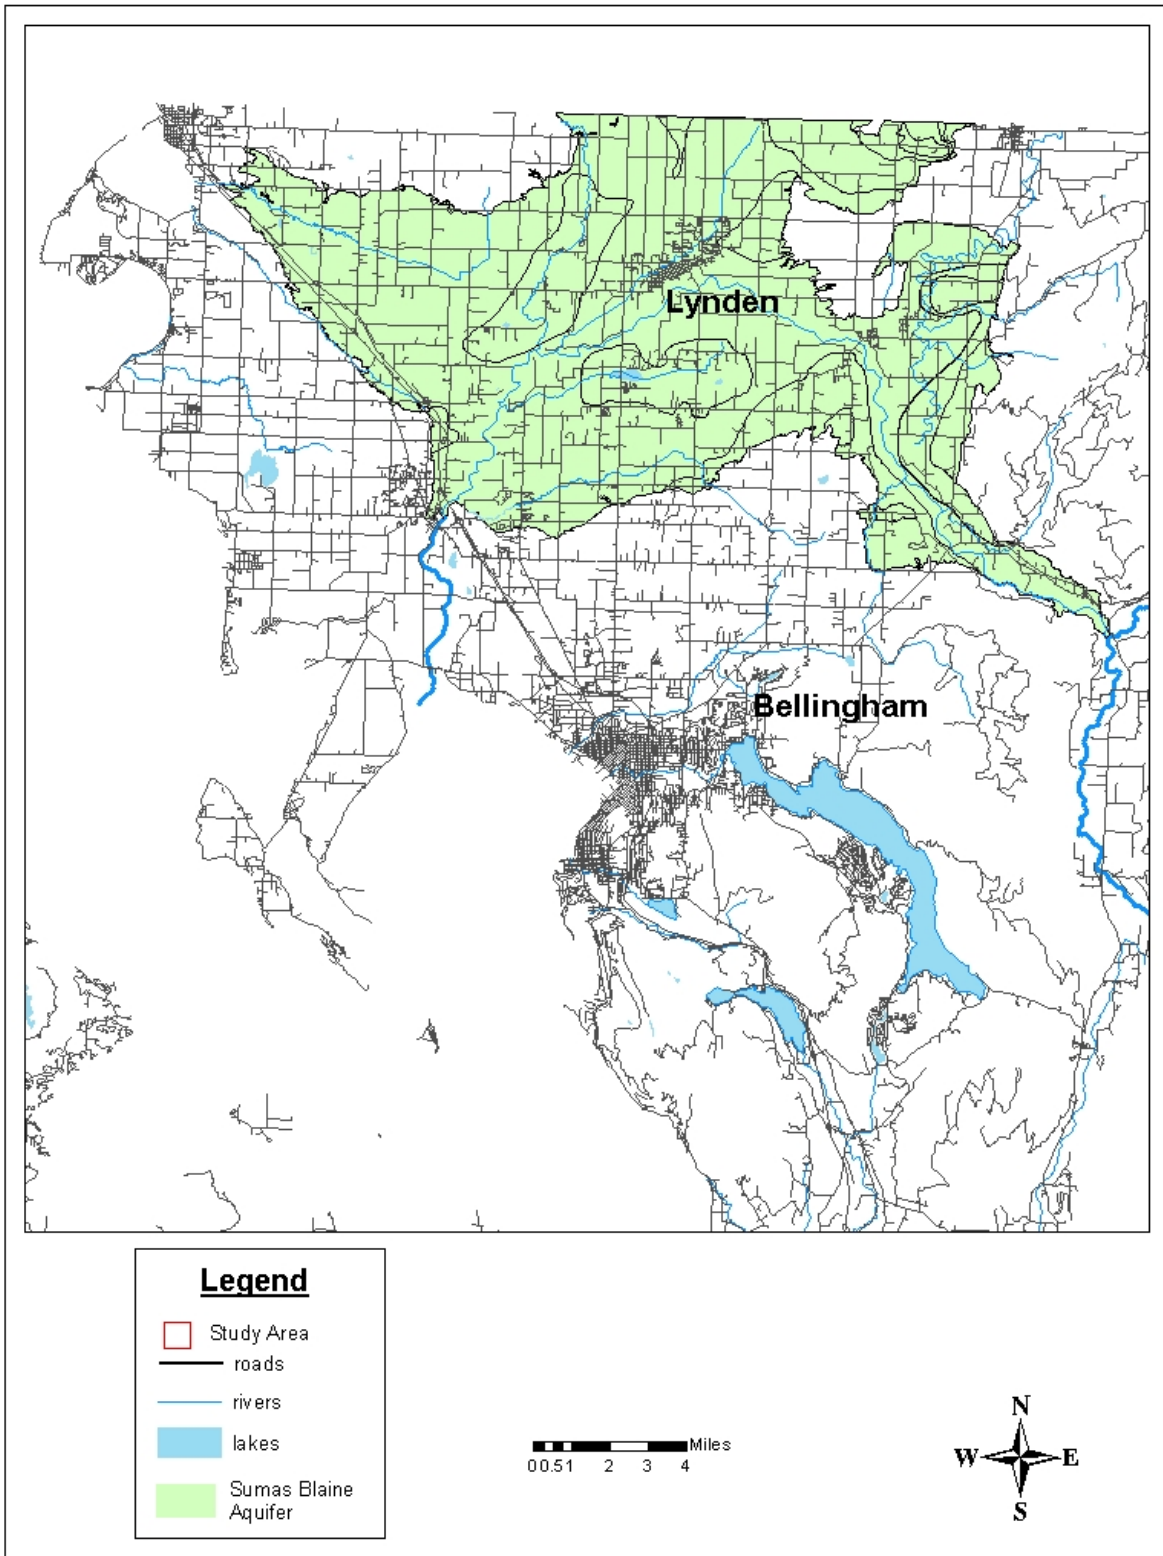 Lynden
Bellingham
Legend
Study Area
roads
rivers
lakes
Sumas Blaine
Aquifer
Miles
0 0.5 1 2 3 4
N
W E
S